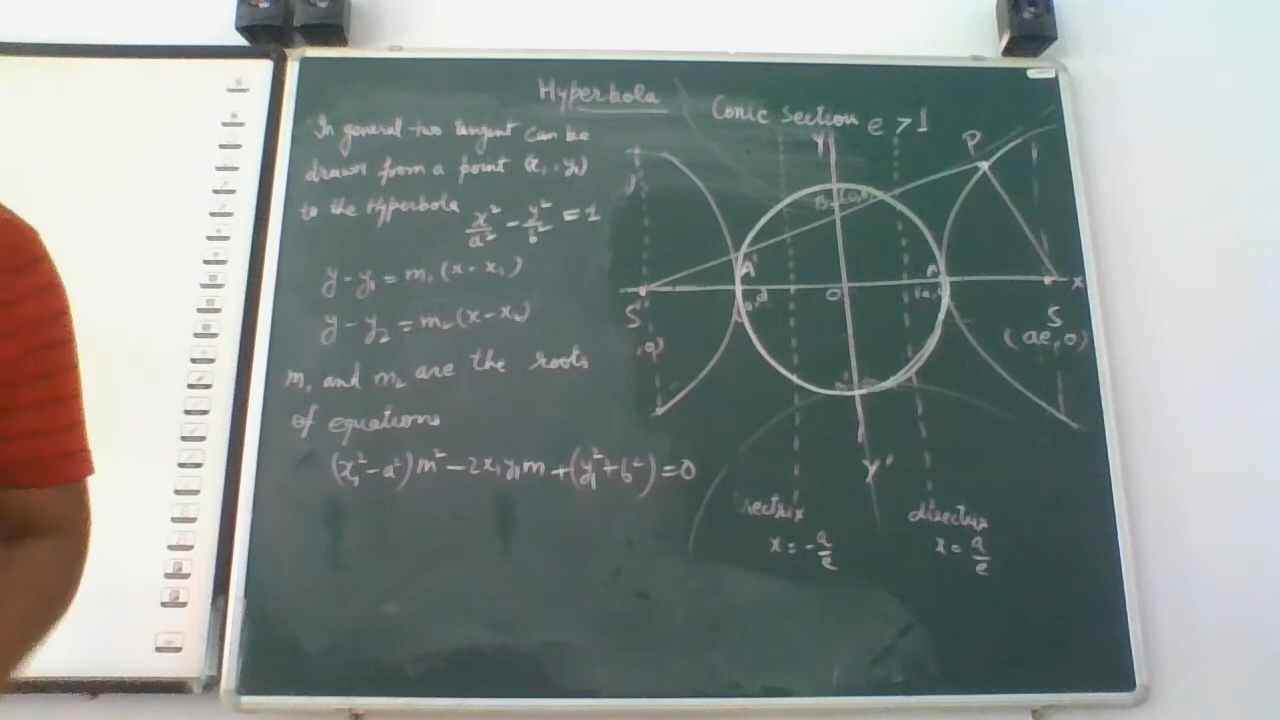 Hyperbola
Conic Section e > 1
In general two tangent can be
drawn from a point (x₁, y₁)
to the Hyperbola x²/a² - y²/b² = 1
y - y₁ = m₁(x - x₁)
y - y₂ = m₂(x - x₂)
m₁ and m₂ are the roots
of equations
(x₁² - a²)m² - 2x₁y₁m + (y₁² + b²) = 0
Y
P
B
A'
A
O
X
S'
S
(ae, 0)
Y'
rectrix
x = -a/e
directrix
x = a/e